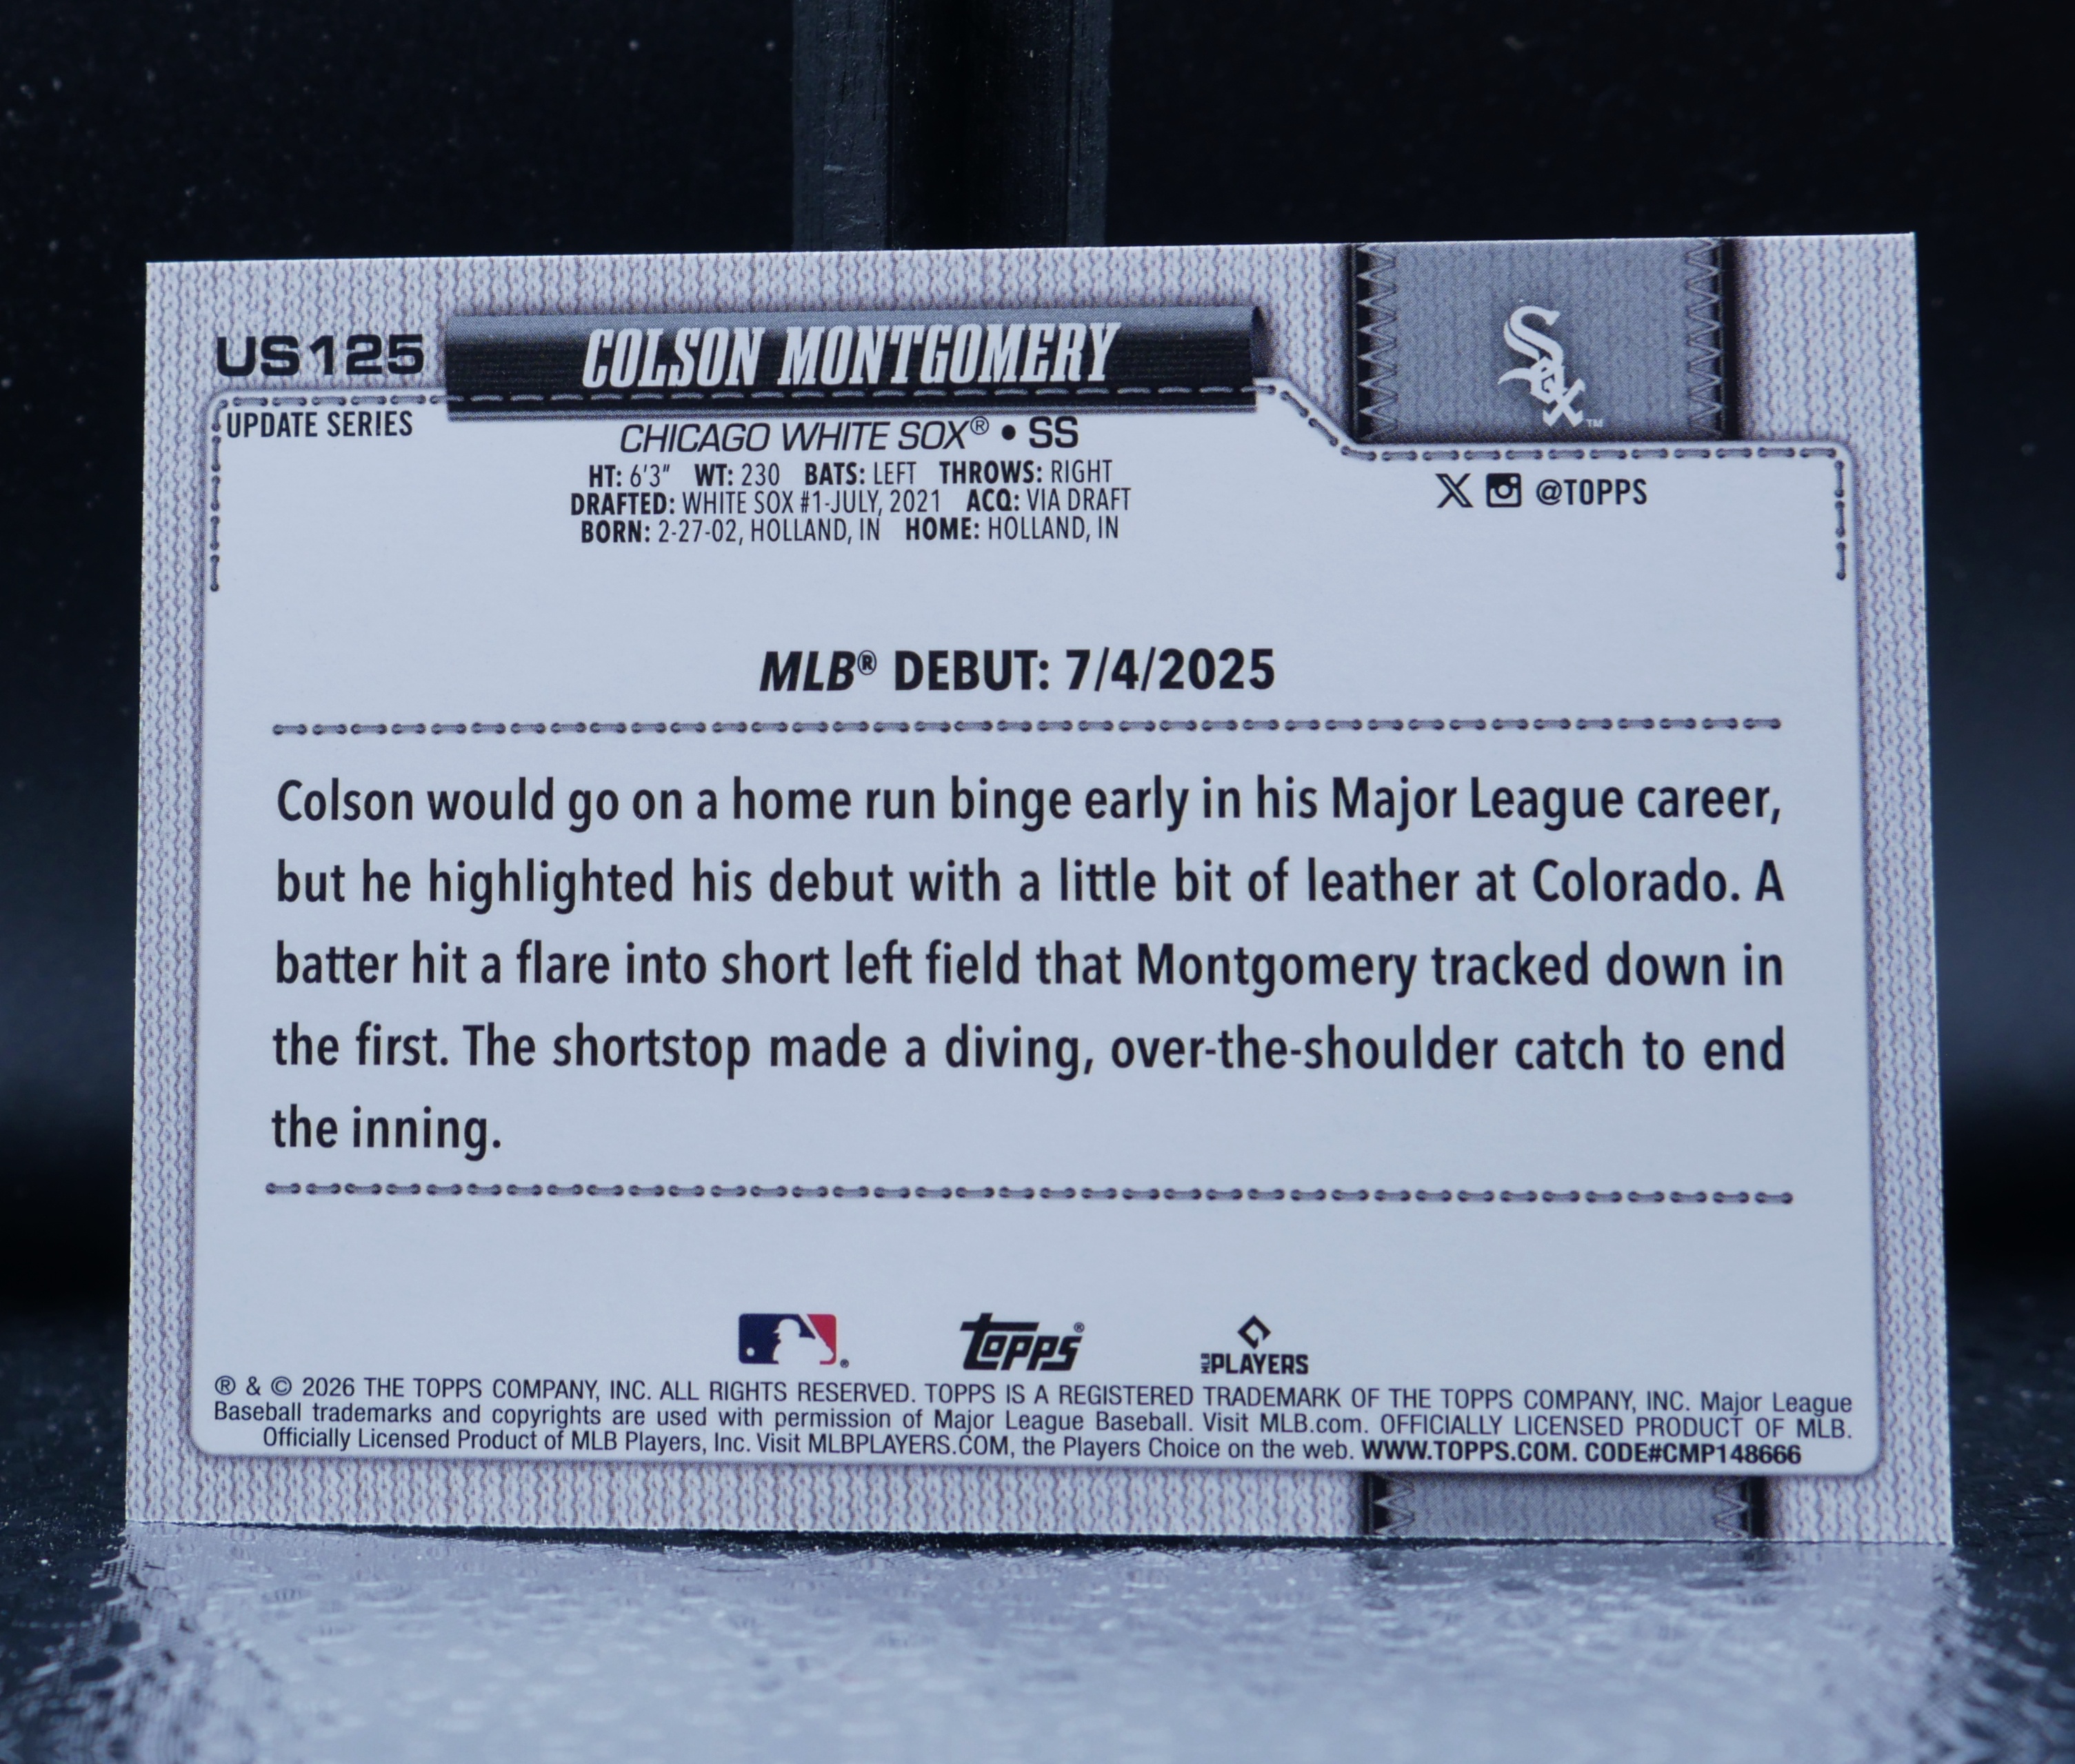 US125
COLSON MONTGOMERY
Sox™
UPDATE SERIES
CHICAGO WHITE SOX® • SS
HT: 6'3" WT: 230 BATS: LEFT THROWS: RIGHT
DRAFTED: WHITE SOX #1-JULY, 2021 ACQ: VIA DRAFT
BORN: 2-27-02, HOLLAND, IN HOME: HOLLAND, IN
@TOPPS
MLB® DEBUT: 7/4/2025
Colson would go on a home run binge early in his Major League career,
but he highlighted his debut with a little bit of leather at Colorado. A
batter hit a flare into short left field that Montgomery tracked down in
the first. The shortstop made a diving, over-the-shoulder catch to end
the inning.
topps®
MLB PLAYERS
® & © 2026 THE TOPPS COMPANY, INC. ALL RIGHTS RESERVED. TOPPS IS A REGISTERED TRADEMARK OF THE TOPPS COMPANY, INC. Major League
Baseball trademarks and copyrights are used with permission of Major League Baseball. Visit MLB.com. OFFICIALLY LICENSED PRODUCT OF MLB.
Officially Licensed Product of MLB Players, Inc. Visit MLBPLAYERS.COM, the Players Choice on the web. WWW.TOPPS.COM. CODE#CMP148666